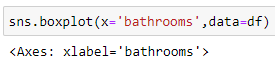 sns.boxplot(x='bathrooms',data=df)
<Axes: xlabel='bathrooms'>